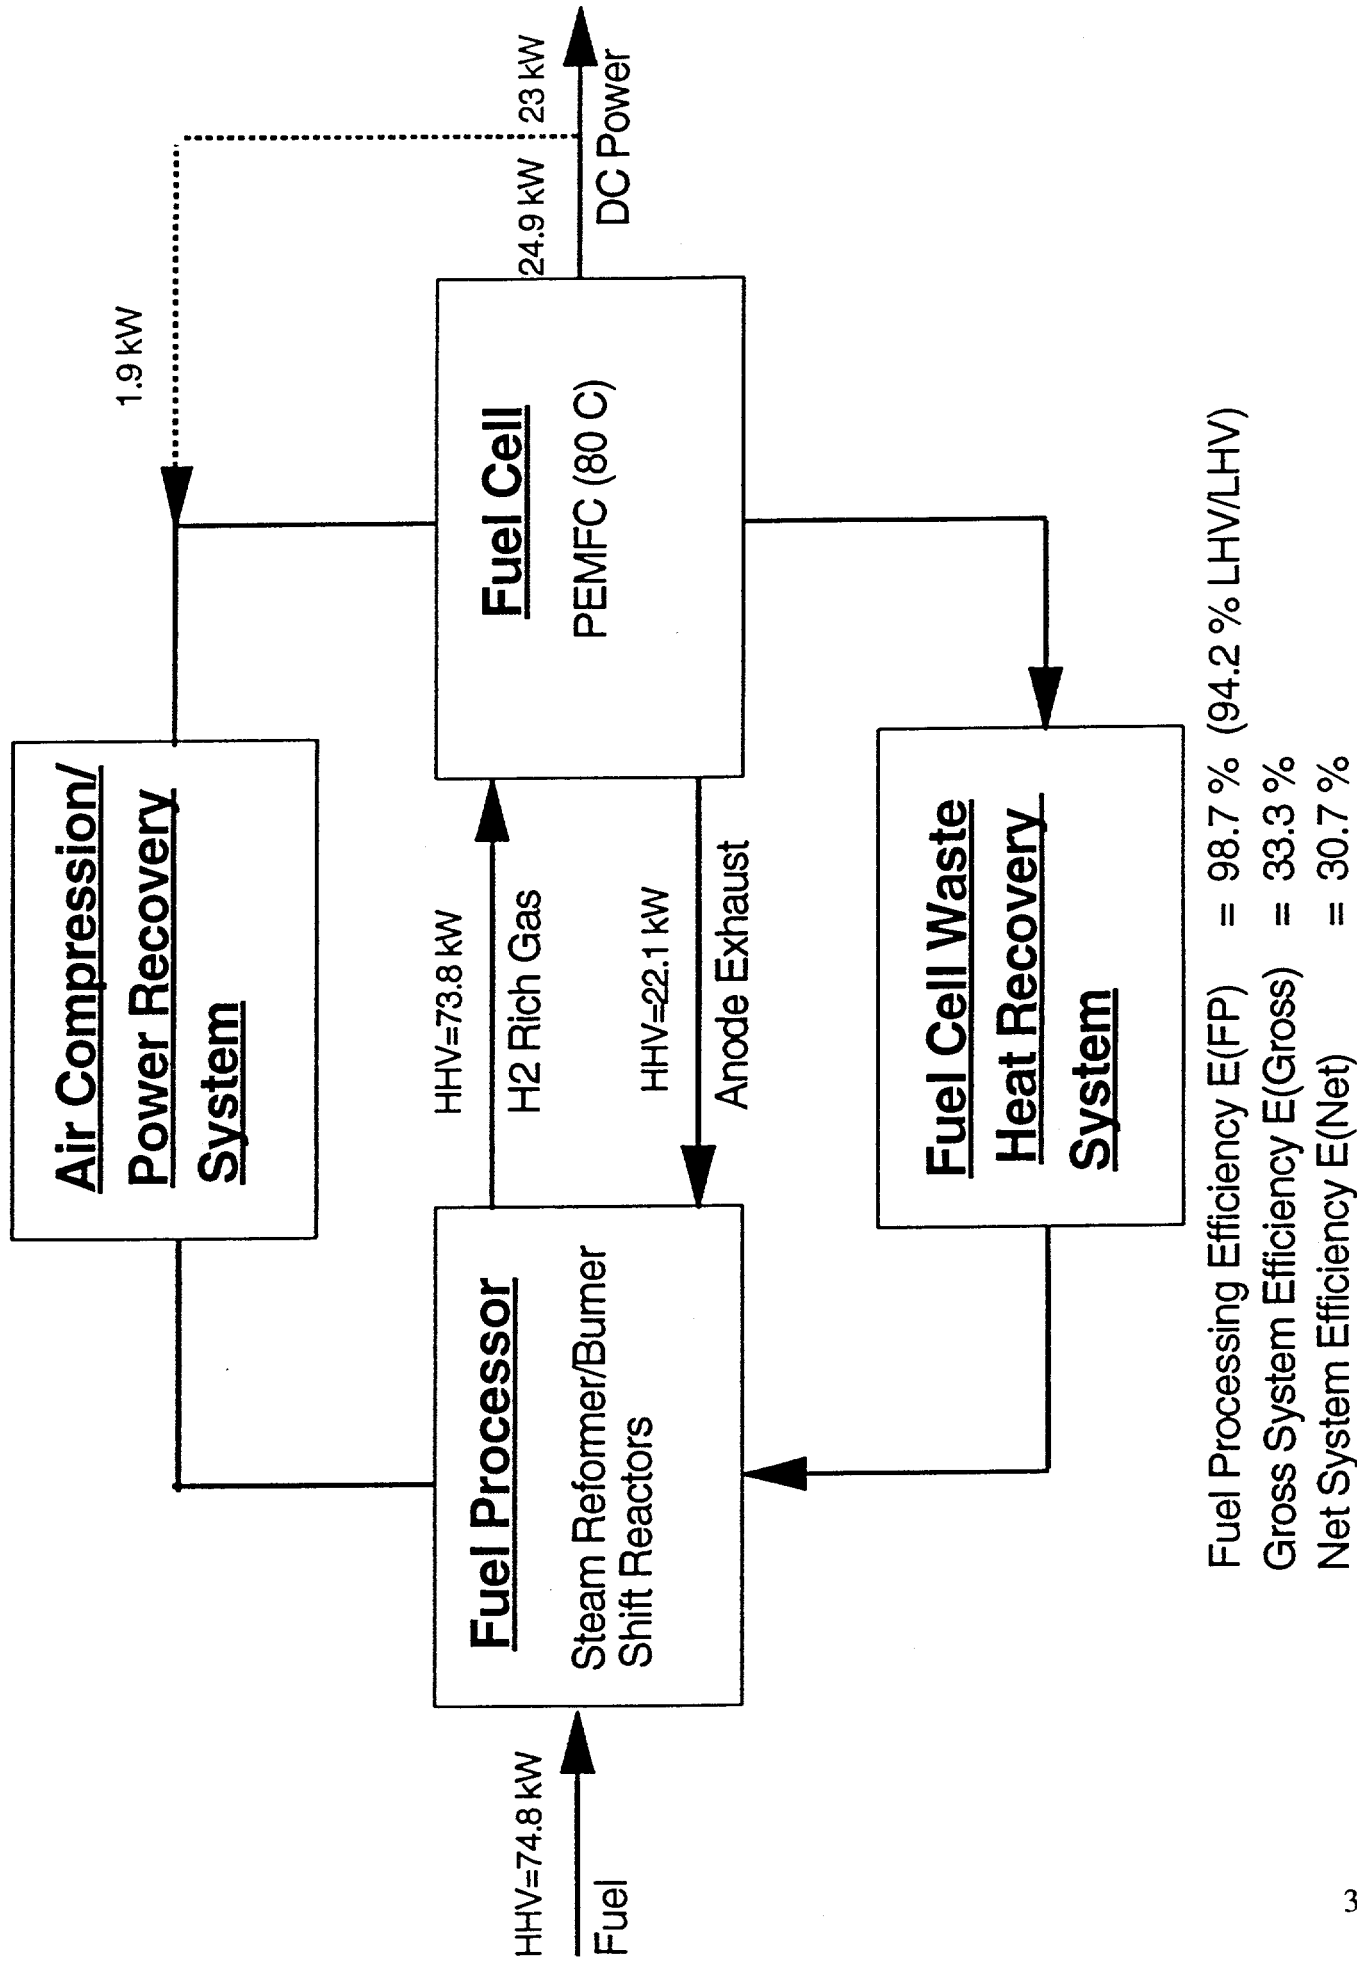 Air Compression/
Power Recovery
System
1.9 kW
HHV=74.8 kW
Fuel
Fuel Processor
Steam Reformer/Burner
Shift Reactors
HHV=73.8 kW
H2 Rich Gas
HHV=22.1 kW
Anode Exhaust
Fuel Cell
PEMFC (80 C)
24.9 kW
23 kW
DC Power
Fuel Cell Waste
Heat Recovery
System
Fuel Processing Efficiency E(FP) = 98.7 % (94.2 % LHV/LHV)
Gross System Efficiency E(Gross) = 33.3 %
Net System Efficiency E(Net) = 30.7 %
3